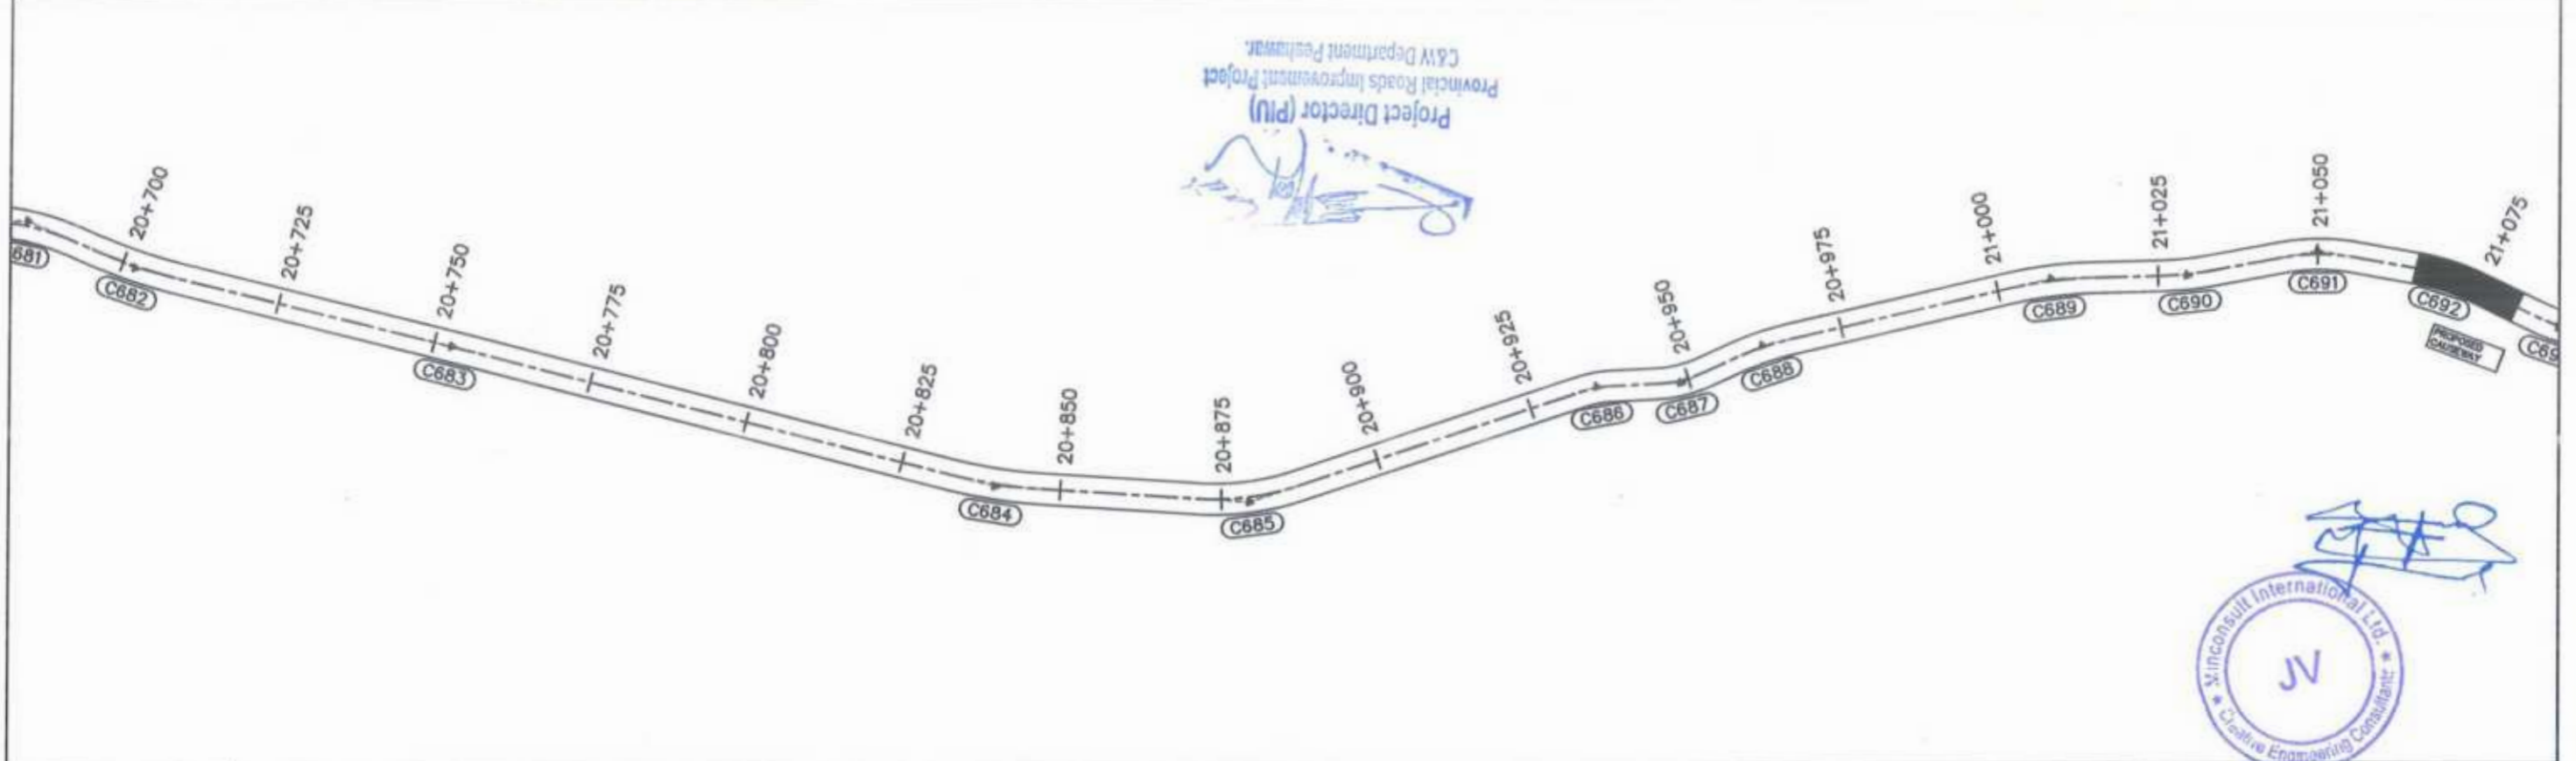 C&W Department Peshawar.
Provincial Roads Improvement Project
Project Director (PIU)
20+700
20+725
20+750
20+775
20+800
20+825
20+850
20+875
20+900
20+925
20+950
20+975
21+000
21+025
21+050
21+075
681
C682
C683
C684
C685
C686
C687
C688
C689
C690
C691
C692
C69
PROPOSED
CAUSEWAY
Minconsult International Ltd.
JV
Creative Engineering Consultants